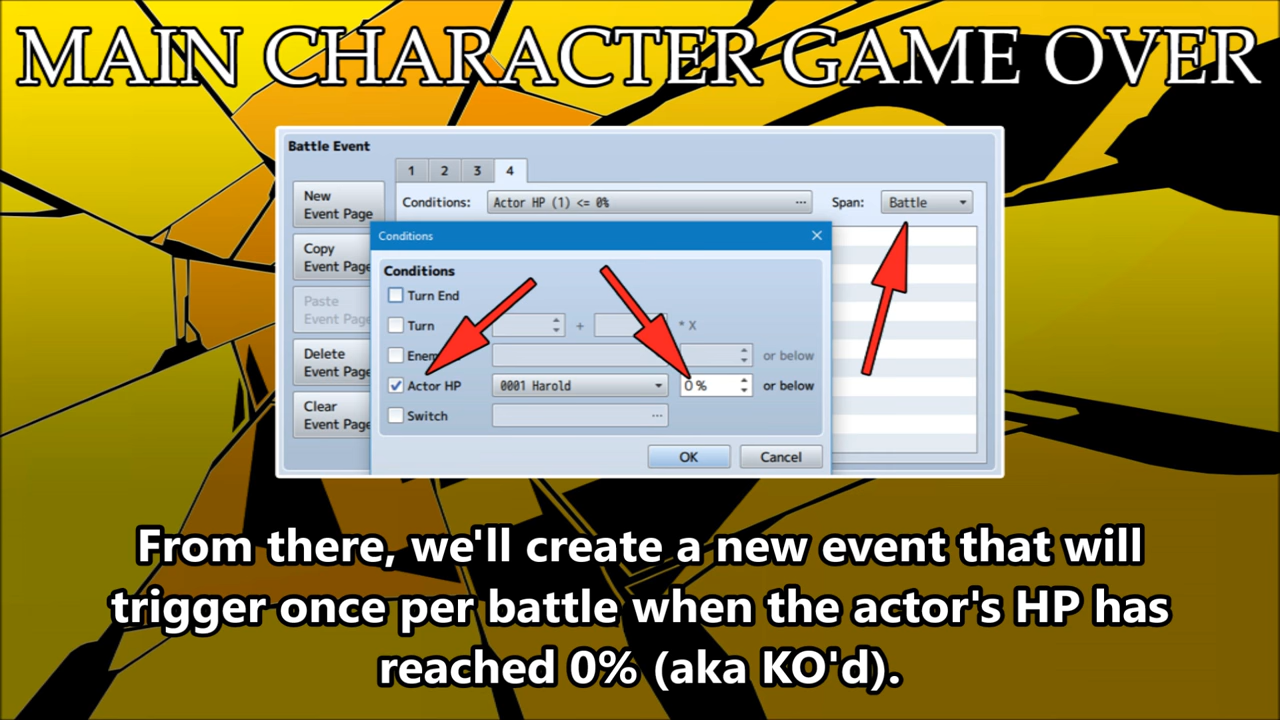 MAIN CHARACTER GAME OVER
Battle Event
1 2 3 4
New
Event Page
Conditions: Actor HP (1) <= 0% ... Span: Battle
Copy
Event Page
Conditions
Conditions
Turn End
Paste
Event Page
Turn + * X
Delete
Event Page
or below
Actor HP 0001 Harold 0 % or below
Clear
Event Page
Switch ...
OK Cancel
From there, we'll create a new event that will
trigger once per battle when the actor's HP has
reached 0% (aka KO'd).